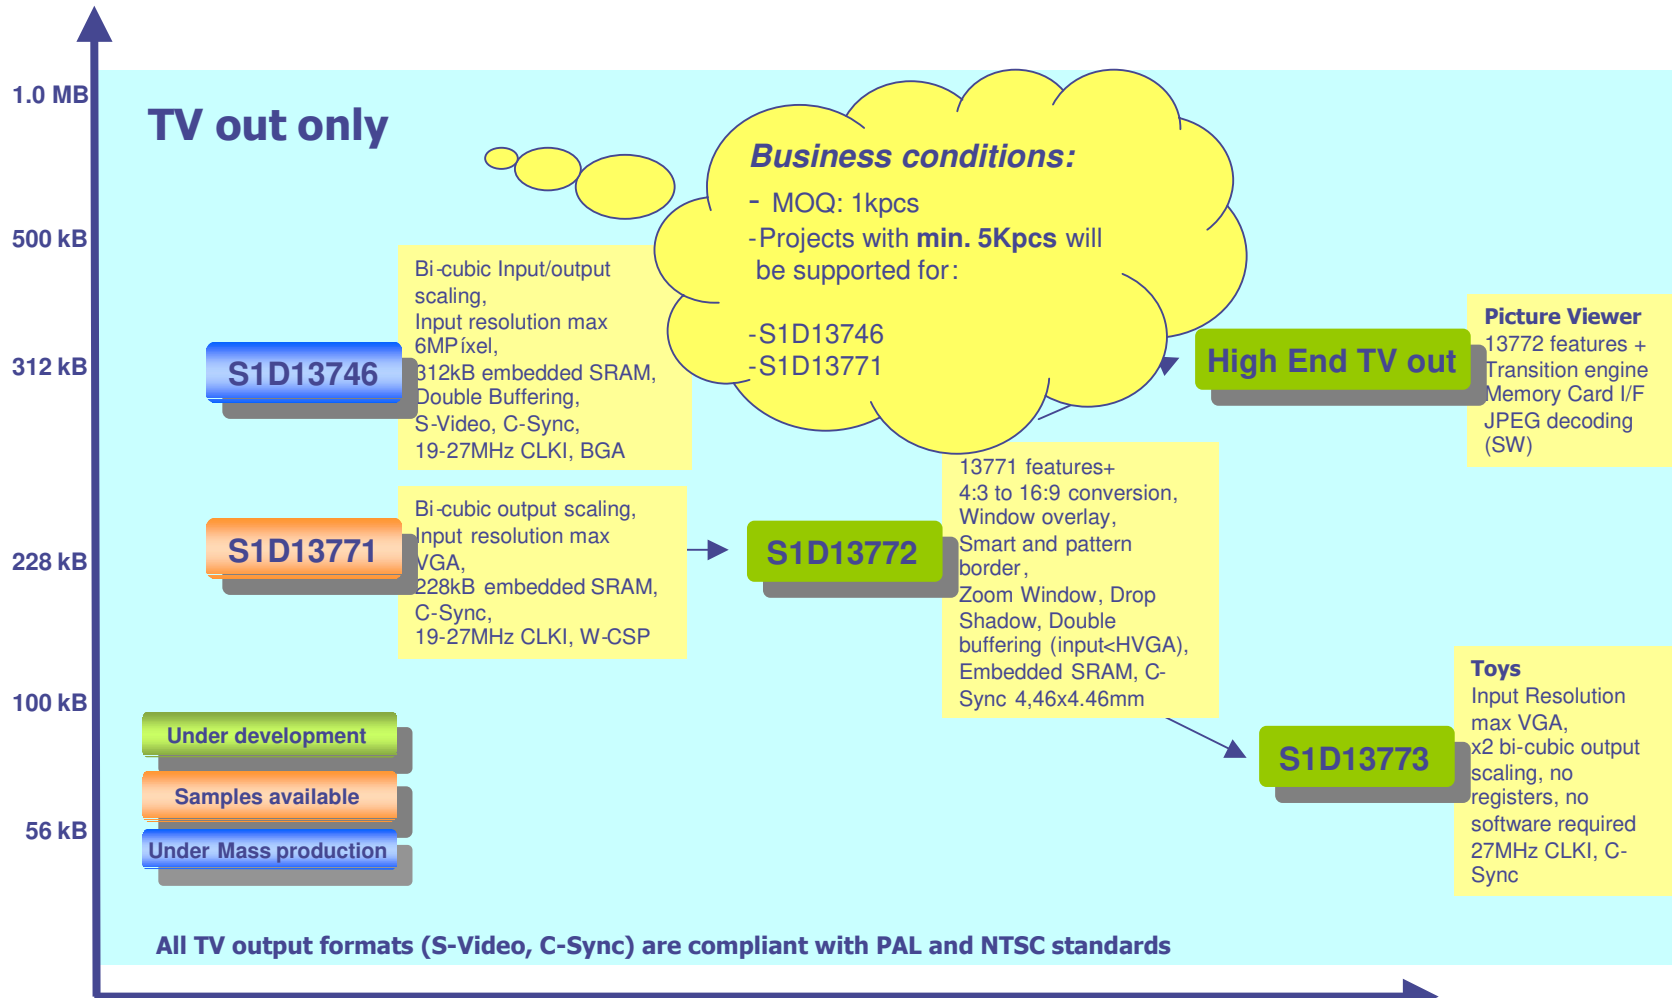 1.0 MB
500 kB
312 kB
228 kB
100 kB
56 kB
TV out only
Business conditions:
- MOQ: 1kpcs
-Projects with min. 5Kpcs will
be supported for:
-S1D13746
-S1D13771
S1D13746
Bi-cubic Input/output
scaling,
Input resolution max
6MPíxel,
312kB embedded SRAM,
Double Buffering,
S-Video, C-Sync,
19-27MHz CLKI, BGA
High End TV out
Picture Viewer
13772 features +
Transition engine
Memory Card I/F
JPEG decoding
(SW)
S1D13771
Bi-cubic output scaling,
Input resolution max
VGA,
228kB embedded SRAM,
C-Sync,
19-27MHz CLKI, W-CSP
S1D13772
13771 features+
4:3 to 16:9 conversion,
Window overlay,
Smart and pattern
border,
Zoom Window, Drop
Shadow, Double
buffering (input<HVGA),
Embedded SRAM, C-
Sync 4,46x4.46mm
S1D13773
Toys
Input Resolution
max VGA,
x2 bi-cubic output
scaling, no
registers, no
software required
27MHz CLKI, C-
Sync
Under development
Samples available
Under Mass production
All TV output formats (S-Video, C-Sync) are compliant with PAL and NTSC standards